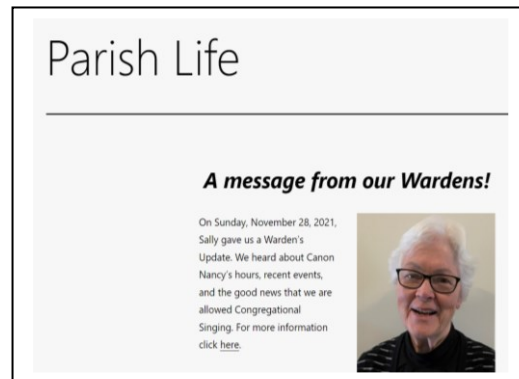 Parish Life
A message from our Wardens!
On Sunday, November 28, 2021,
Sally gave us a Warden's
Update. We heard about Canon
Nancy's hours, recent events,
and the good news that we are
allowed Congregational
Singing. For more information
click here.